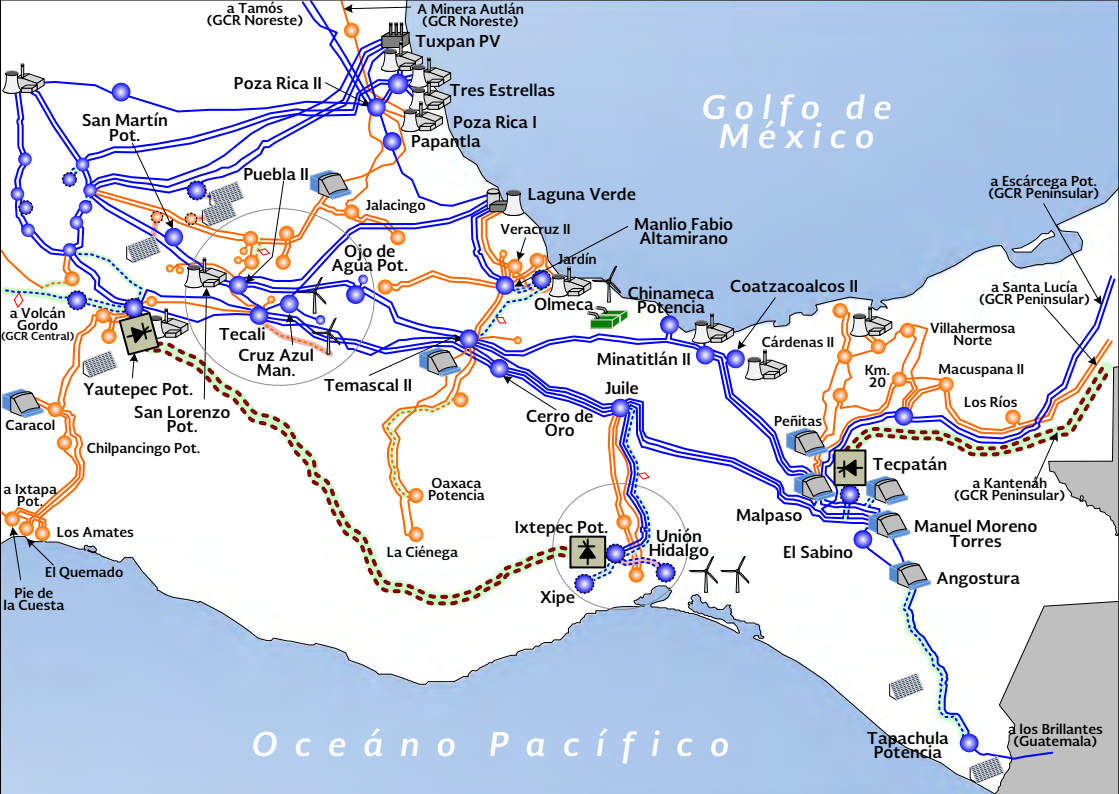 a Tamós
(GCR Noreste)
A Minera Autlán
(GCR Noreste)
Tuxpan PV
Poza Rica II
Tres Estrellas
San Martín
Pot.
Poza Rica I
Papantla
Golfo de
México
Puebla II
Jalacingo
Laguna Verde
a Escárcega Pot.
(GCR Peninsular)
Veracruz II
Manlio Fabio
Altamirano
Ojo de
Agua Pot.
Jardín
Olmeca
Chinameca
Potencia
Coatzacoalcos II
a Santa Lucía
(GCR Peninsular)
a Volcán
Gordo
(GCR Central)
Tecali
Cruz Azul
Man.
Villahermosa
Norte
Cárdenas II
Minatitlán II
Km.
20
Macuspana II
Yautepec Pot.
Temascal II
Juile
Los Ríos
San Lorenzo
Pot.
Cerro de
Oro
Caracol
Peñitas
Chilpancingo Pot.
Tecpatán
a Kantenáh
(GCR Peninsular)
a Ixtapa
Pot.
Oaxaca
Potencia
Malpaso
Los Amates
Ixtepec Pot.
Unión
Hidalgo
Manuel Moreno
Torres
La Ciénega
El Sabino
El Quemado
Angostura
Pie de
la Cuesta
Xipe
Oceáno Pacífico
Tapachula
Potencia
a los Brillantes
(Guatemala)